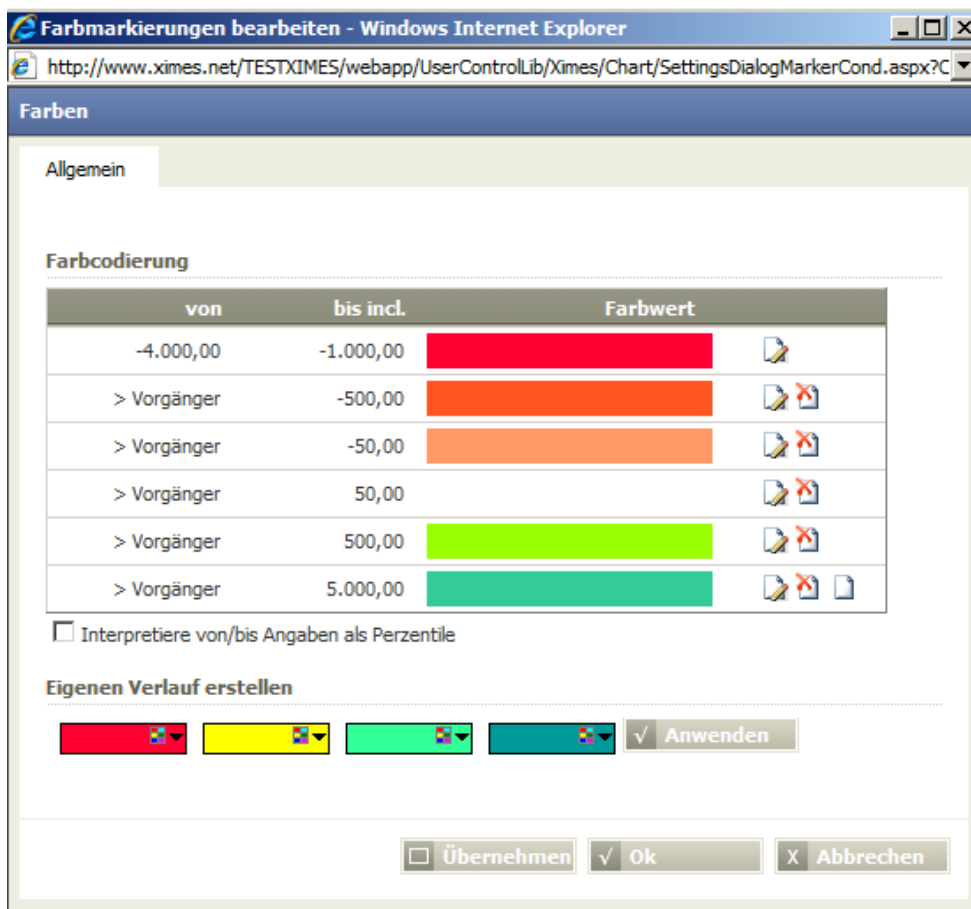 Farbmarkierungen bearbeiten - Windows Internet Explorer
http://www.ximes.net/TESTXIMES/webapp/UserControlLib/Ximes/Chart/SettingsDialogMarkerCond.aspx?C
Farben
Allgemein
Farbcodierung
von bis incl. Farbwert
-4.000,00 -1.000,00
> Vorgänger -500,00
> Vorgänger -50,00
> Vorgänger 50,00
> Vorgänger 500,00
> Vorgänger 5.000,00
Interpretiere von/bis Angaben als Perzentile
Eigenen Verlauf erstellen
√ Anwenden
Übernehmen √ Ok X Abbrechen